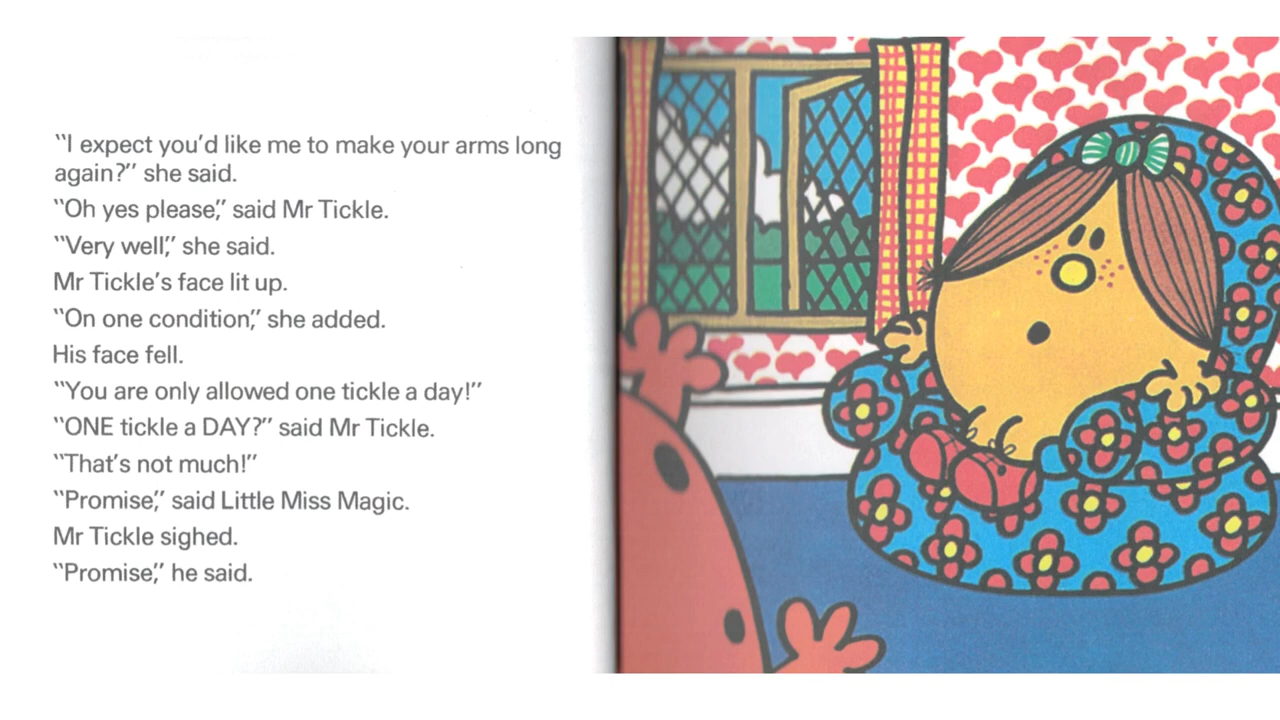 "I expect you'd like me to make your arms long
again?" she said.
"Oh yes please," said Mr Tickle.
"Very well," she said.
Mr Tickle's face lit up.
"On one condition," she added.
His face fell.
"You are only allowed one tickle a day!"
"ONE tickle a DAY?" said Mr Tickle.
"That's not much!"
"Promise," said Little Miss Magic.
Mr Tickle sighed.
"Promise," he said.